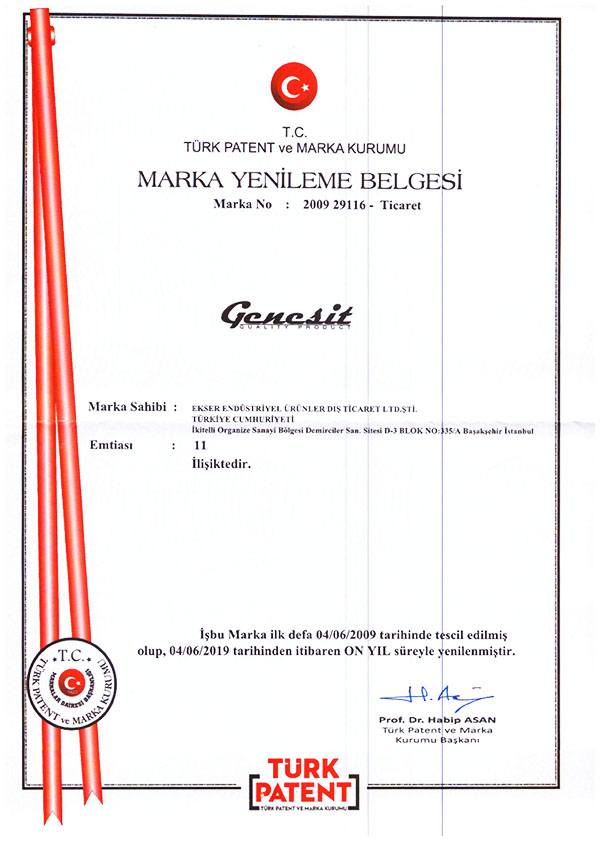 T.C.
TÜRK PATENT ve MARKA KURUMU
MARKA YENİLEME BELGESİ
Marka No : 2009 29116 - Ticaret
Genesit
QUALITY PRODUCT
Marka Sahibi : EKSER ENDÜSTRİYEL ÜRÜNLER DIŞ TİCARET LTD.ŞTİ.
TÜRKİYE CUMHURİYETİ
İkitelli Organize Sanayi Bölgesi Demirciler San. Sitesi D-3 BLOK NO:335/A Başakşehir İstanbul
Emtiası : 11
İlişiktedir.
İşbu Marka ilk defa 04/06/2009 tarihinde tescil edilmiş
olup, 04/06/2019 tarihinden itibaren ON YIL süreyle yenilenmiştir.
T.C.
TÜRK PATENT ve MARKA KURUMU
MARKALAR DAİRESİ BAŞKANLIĞI
Prof. Dr. Habip ASAN
Türk Patent ve Marka
Kurumu Başkanı
TÜRK
PATENT
TÜRK PATENT VE MARKA KURUMU